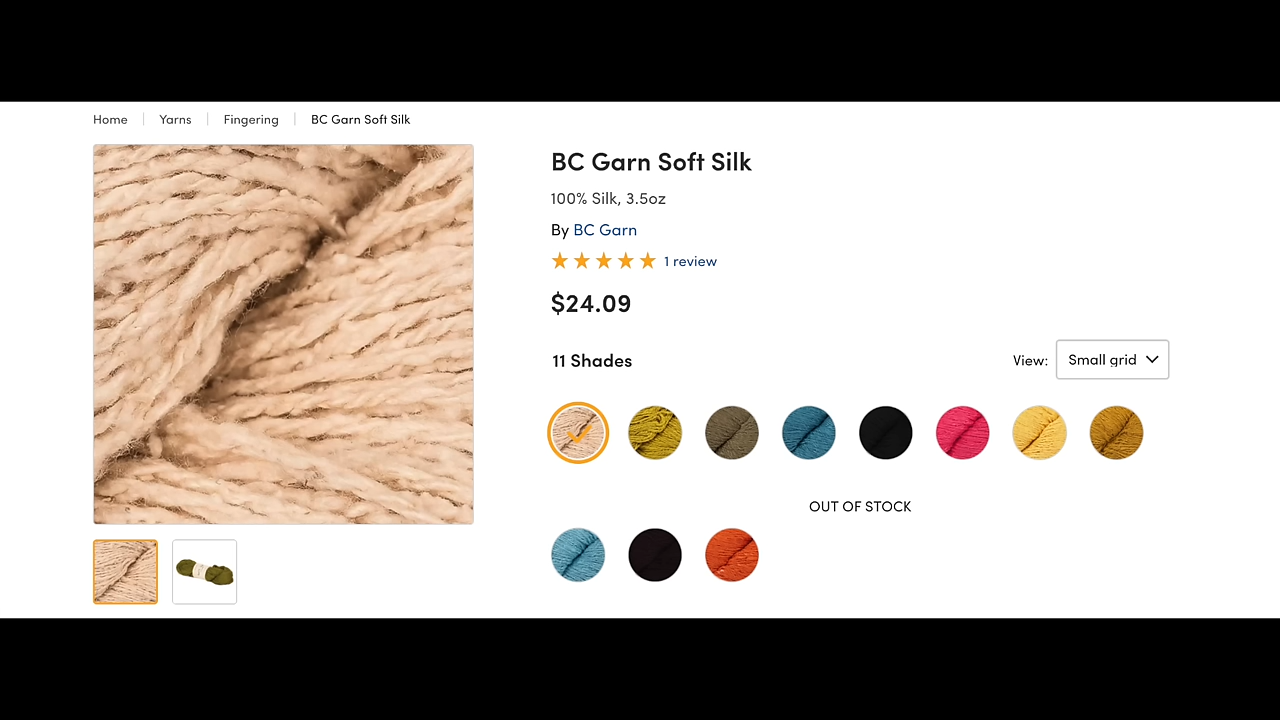 Home Yarns Fingering BC Garn Soft Silk
BC Garn Soft Silk
100% Silk, 3.5oz
By BC Garn
1 review
$24.09
11 Shades
View: Small grid
OUT OF STOCK